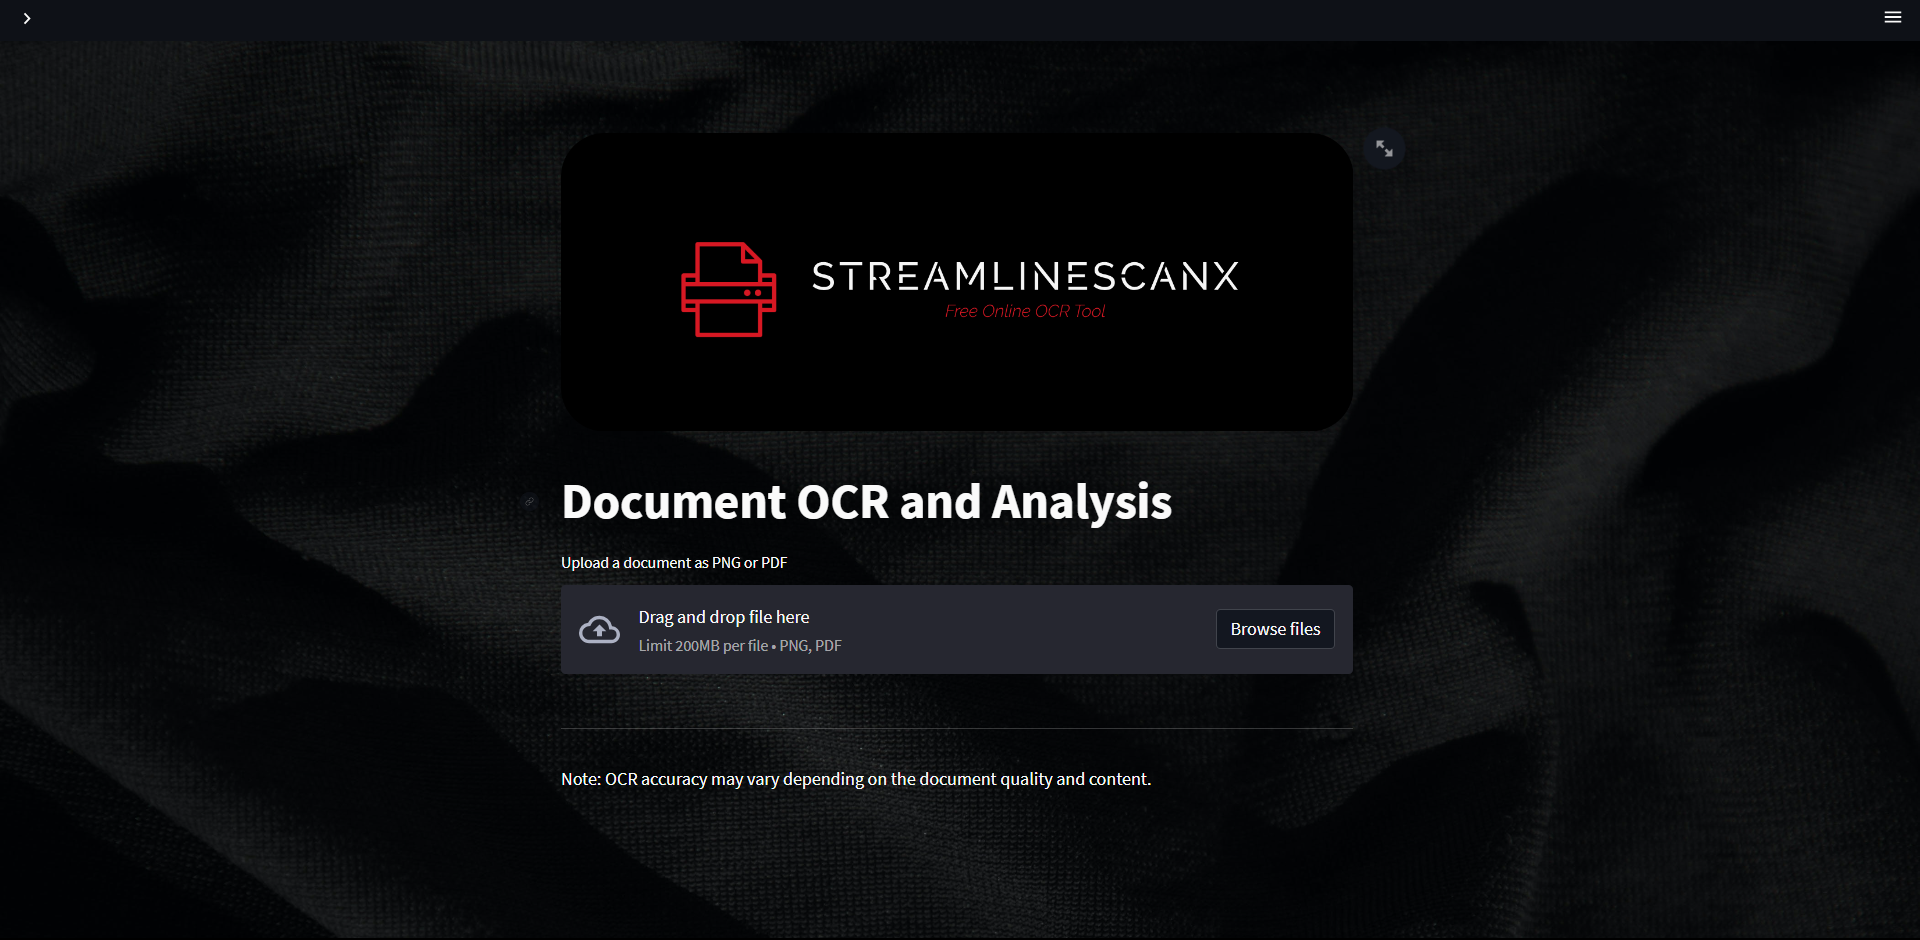 STREAMLINESCANX
Free Online OCR Tool
Document OCR and Analysis
Upload a document as PNG or PDF
Drag and drop file here
Limit 200MB per file • PNG, PDF
Browse files
Note: OCR accuracy may vary depending on the document quality and content.